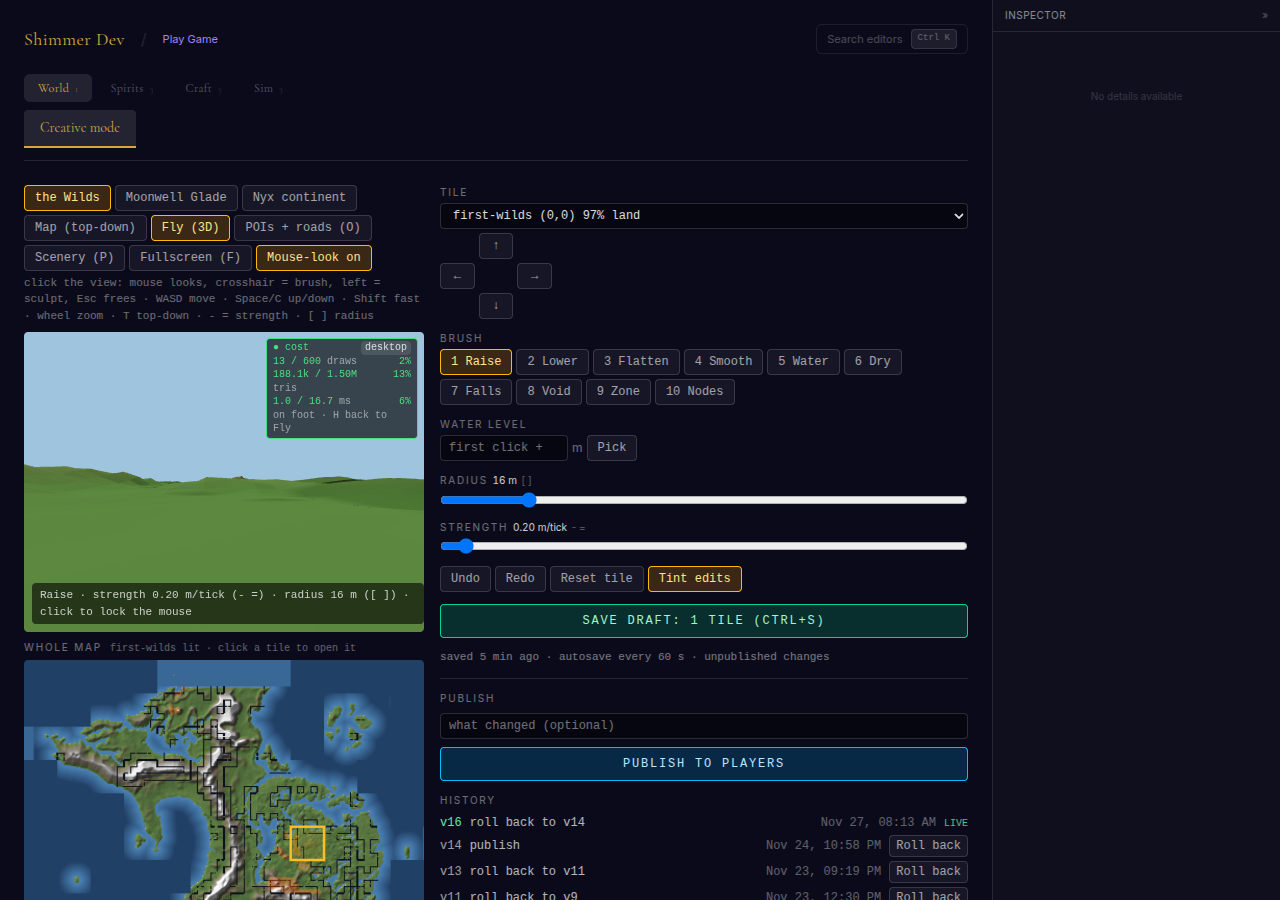 Shimmer Dev / Play Game
Search editors Ctrl K
INSPECTOR »
No details available
World Spirits Craft Sim
Creative mode
the Wilds Moonwell Glade Nyx continent
Map (top-down) Fly (3D) POIs + roads (O)
Scenery (P) Fullscreen (F) Mouse-look on
click the view: mouse looks, crosshair = brush, left =
sculpt, Esc frees · WASD move · Space/C up/down · Shift fast
· wheel zoom · T top-down · - = strength · [ ] radius
● cost desktop
13 / 600 draws 2%
188.1k / 1.50M 13%
tris
1.0 / 16.7 ms 6%
on foot · H back to
Fly
Raise · strength 0.20 m/tick (- =) · radius 16 m ([ ]) ·
click to lock the mouse
WHOLE MAP first-wilds lit · click a tile to open it
TILE
first-wilds (0,0) 97% land
↑
← →
↓
BRUSH
1 Raise 2 Lower 3 Flatten 4 Smooth 5 Water 6 Dry
7 Falls 8 Void 9 Zone 10 Nodes
WATER LEVEL
first click + m Pick
RADIUS 16 m [ ]
STRENGTH 0.20 m/tick - =
Undo Redo Reset tile Tint edits
SAVE DRAFT: 1 TILE (CTRL+S)
saved 5 min ago · autosave every 60 s · unpublished changes
PUBLISH
what changed (optional)
PUBLISH TO PLAYERS
HISTORY
v16 roll back to v14 Nov 27, 08:13 AM LIVE
v14 publish Nov 24, 10:58 PM Roll back
v13 roll back to v11 Nov 23, 09:19 PM Roll back
v11 roll back to v9 Nov 23, 12:30 PM Roll back